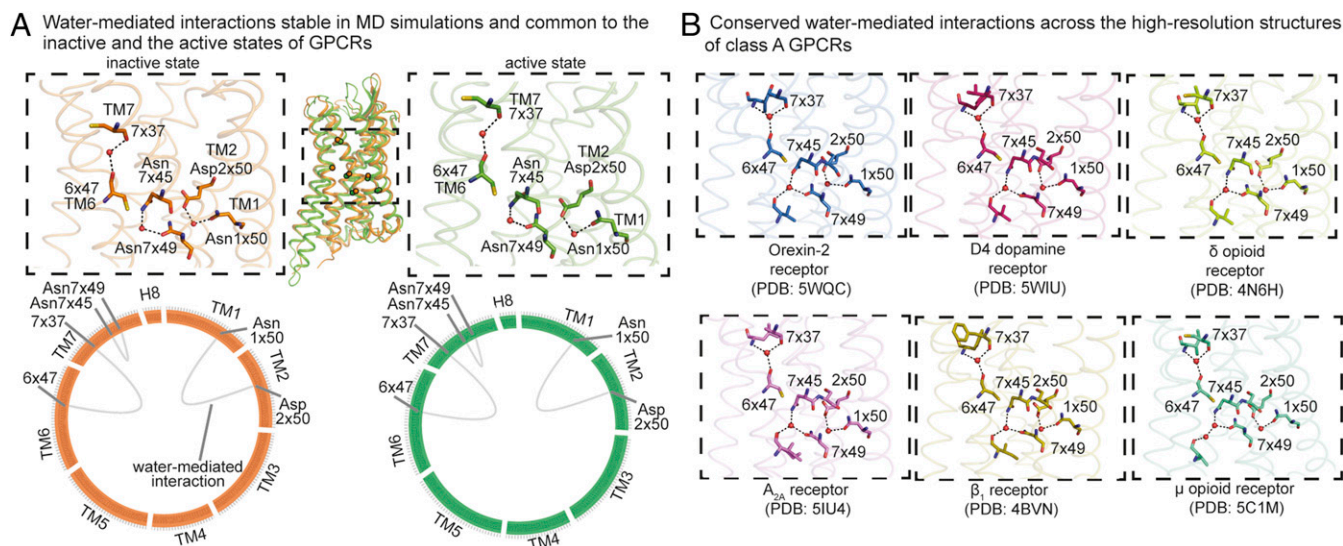 A Water-mediated interactions stable in MD simulations and common to the
inactive and the active states of GPCRs
inactive state
TM7
7x37
Asn
7x45
TM2
Asp2x50
6x47
TM6
TM1
Asn7x49
Asn1x50
active state
TM7
7x37
6x47
TM6
Asn
7x45
TM2
Asp2x50
TM1
Asn7x49
Asn1x50
Asn7x49
Asn7x45
7x37
TM7
H8
TM1
Asn
1x50
TM2
Asp
2x50
6x47
TM6
water-mediated
interaction
TM3
TM5
TM4
Asn7x49
Asn7x45
7x37
TM7
H8
TM1
Asn
1x50
TM2
Asp
2x50
6x47
TM6
TM3
TM5
TM4
B Conserved water-mediated interactions across the high-resolution structures
of class A GPCRs
7x37
7x45
2x50
6x47
1x50
7x49
Orexin-2
receptor
(PDB: 5WQC)
7x37
7x45
2x50
6x47
1x50
7x49
D4 dopamine
receptor
(PDB: 5WIU)
7x37
7x45
2x50
6x47
1x50
7x49
δ opioid
receptor
(PDB: 4N6H)
7x37
7x45
2x50
6x47
1x50
7x49
A2A receptor
(PDB: 5IU4)
7x37
7x45
2x50
6x47
1x50
7x49
β1 receptor
(PDB: 4BVN)
7x37
7x45
2x50
6x47
1x50
7x49
μ opioid receptor
(PDB: 5C1M)